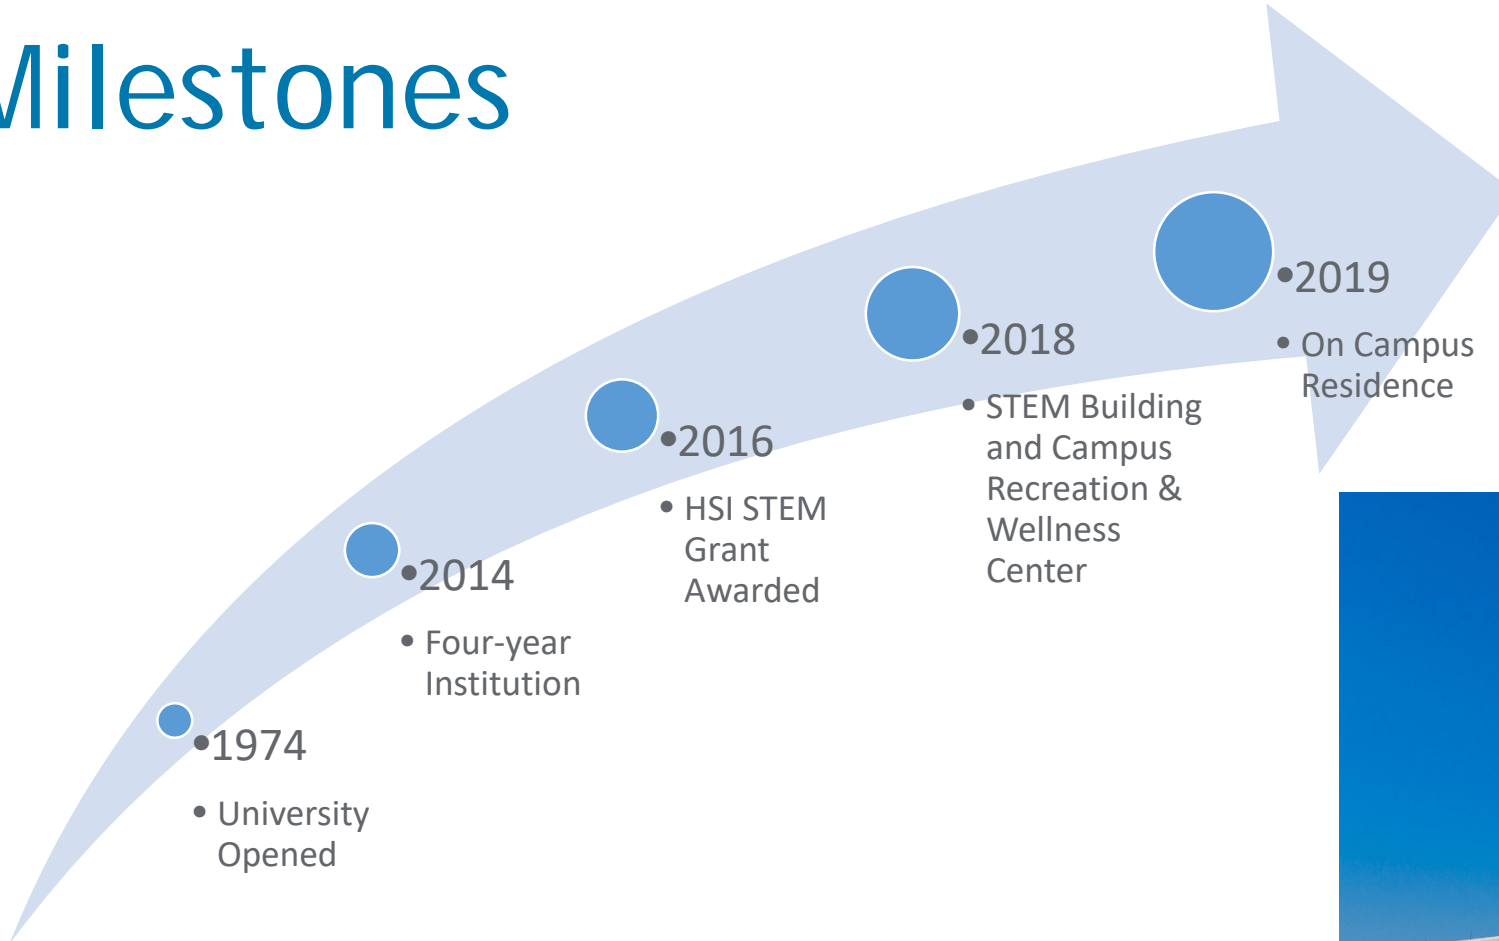 Milestones
•1974
• University
Opened
•2014
• Four-year
Institution
•2016
• HSI STEM
Grant
Awarded
•2018
• STEM Building
and Campus
Recreation &
Wellness
Center
•2019
• On Campus
Residence